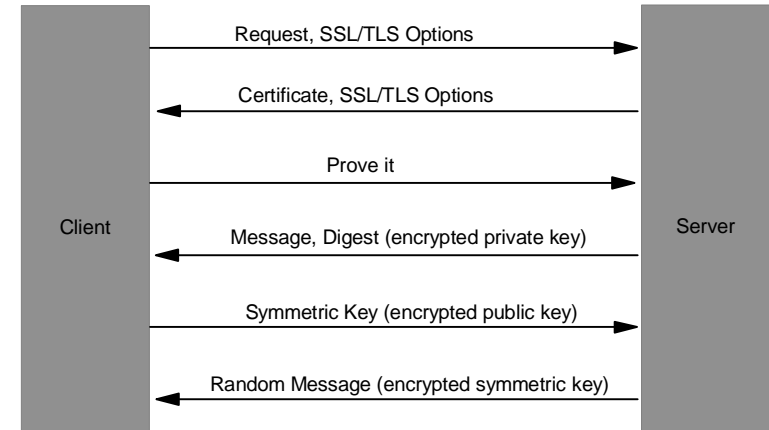 Request, SSL/TLS Options
Certificate, SSL/TLS Options
Prove it
Client
Server
Message, Digest (encrypted private key)
Symmetric Key (encrypted public key)
Random Message (encrypted symmetric key)